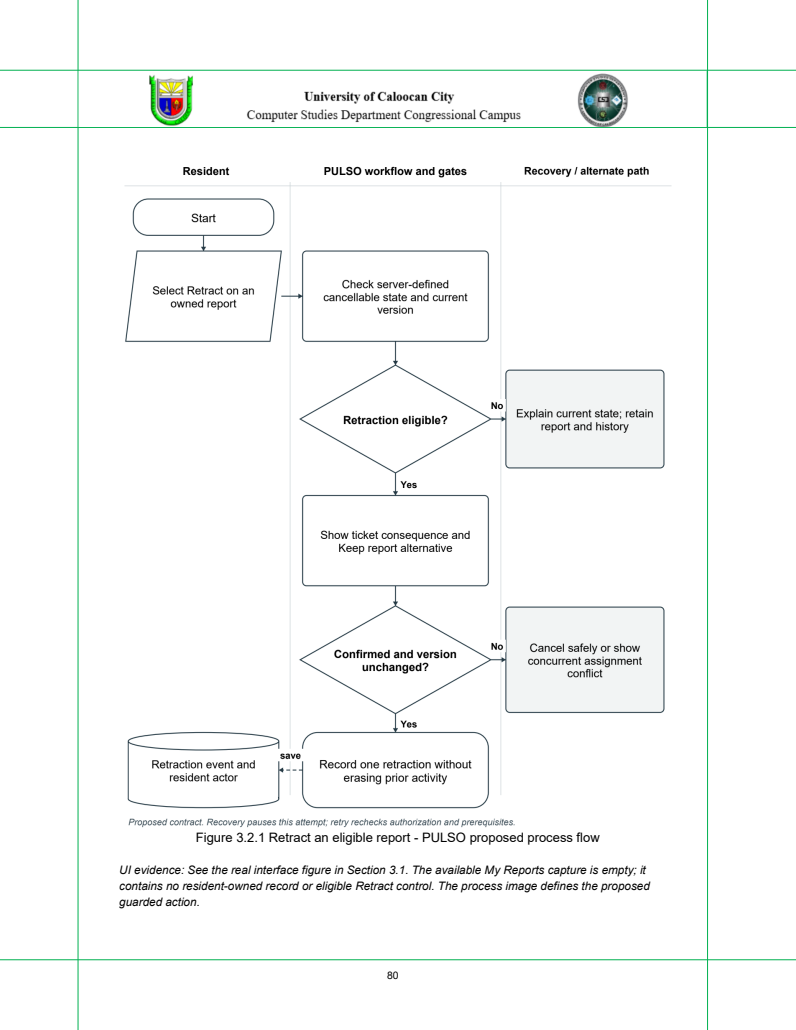 University of Caloocan City
Computer Studies Department Congressional Campus
Resident
PULSO workflow and gates
Recovery / alternate path
Start
Select Retract on an
owned report
Check server-defined
cancellable state and current
version
Retraction eligible?
No
Explain current state; retain
report and history
Yes
Show ticket consequence and
Keep report alternative
Confirmed and version
unchanged?
No
Cancel safely or show
concurrent assignment
conflict
Yes
Retraction event and
resident actor
save
Record one retraction without
erasing prior activity
Proposed contract. Recovery pauses this attempt; retry rechecks authorization and prerequisites.
Figure 3.2.1 Retract an eligible report - PULSO proposed process flow
UI evidence: See the real interface figure in Section 3.1. The available My Reports capture is empty; it
contains no resident-owned record or eligible Retract control. The process image defines the proposed
guarded action.
80